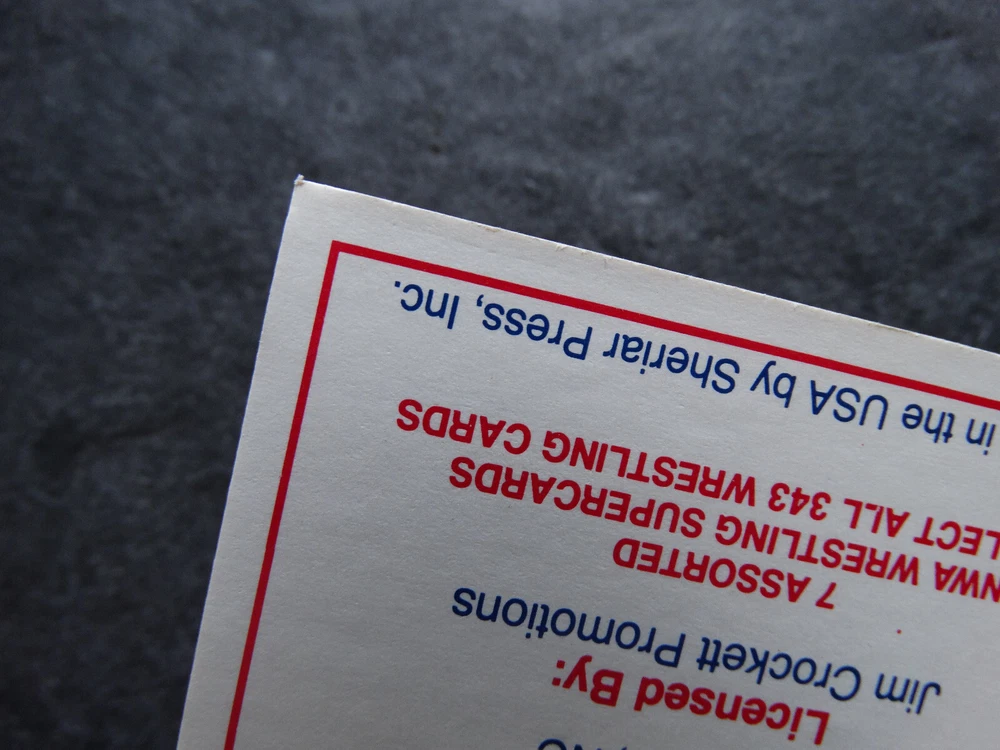 Licensed By:
Jim Crockett Promotions
7 ASSORTED
NWA WRESTLING SUPERCARDS
LECT ALL 343 WRESTLING CARDS
in the USA by Sheriar Press, Inc.